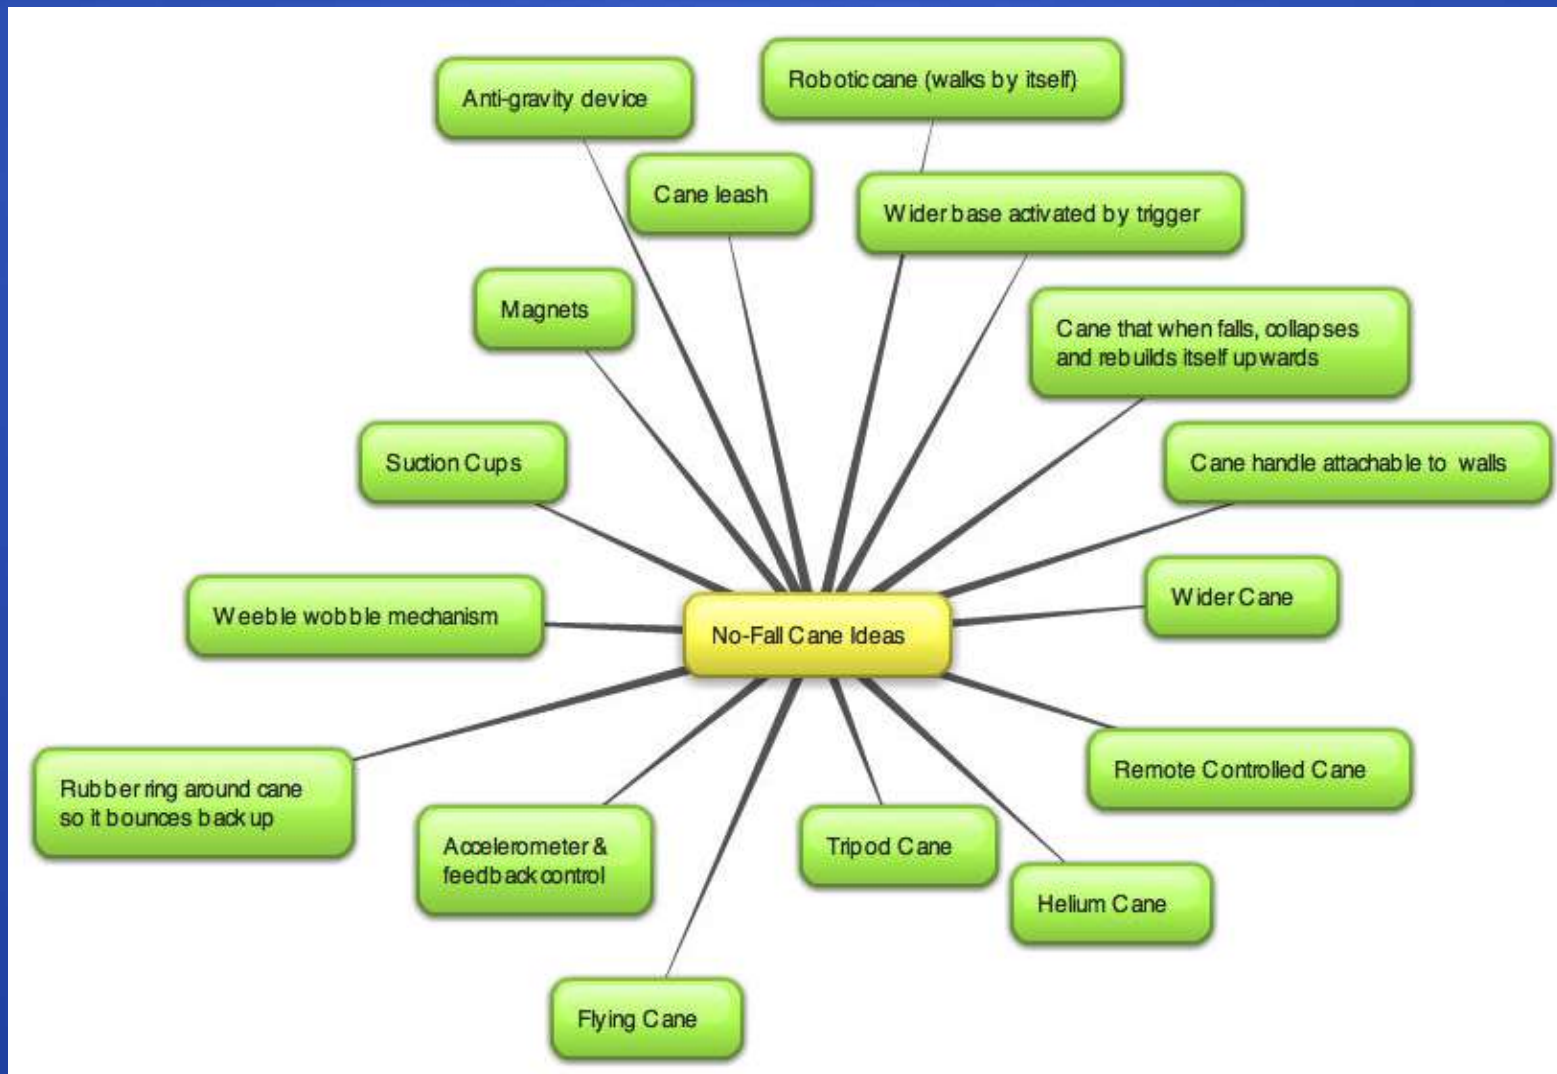 Robotic cane (walks by itself)
Anti-gravity device
Cane leash
Wider base activated by trigger
Magnets
Cane that when falls, collapses
and rebuilds itself upwards
Suction Cups
Cane handle attachable to walls
Weeble wobble mechanism
Wider Cane
No-Fall Cane Ideas
Rubber ring around cane
so it bounces back up
Remote Controlled Cane
Accelerometer &
feedback control
Tripod Cane
Helium Cane
Flying Cane